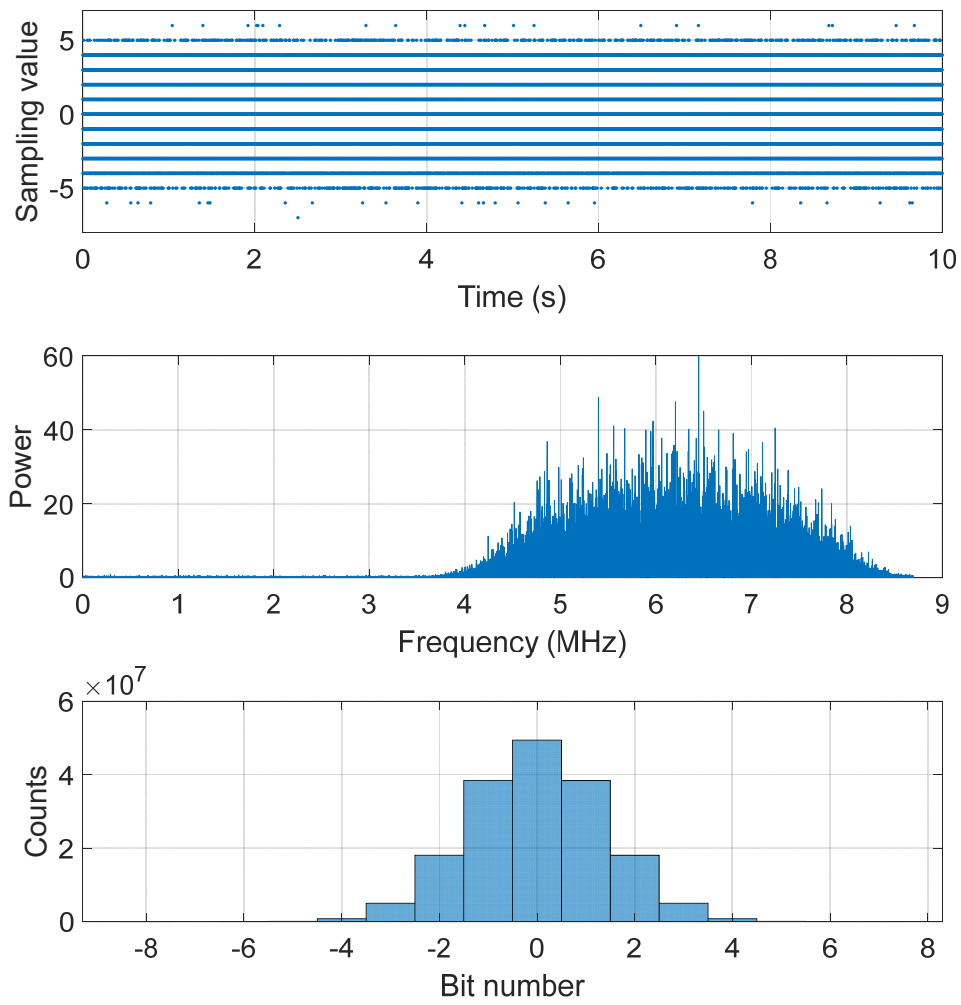 Sampling value
5
0
-5
0 2 4 6 8 10
Time (s)
Power
60
40
20
0
0 1 2 3 4 5 6 7 8 9
Frequency (MHz)
×10^7
Counts
6
4
2
0
-8 -6 -4 -2 0 2 4 6 8
Bit number